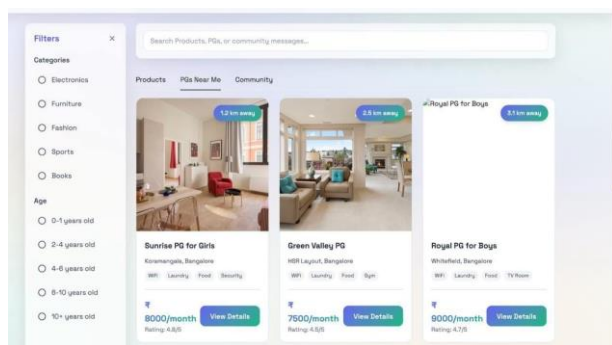 Filters ×
Categories
Electronics
Furniture
Fashion
Sports
Books
Age
0-1 years old
2-4 years old
4-6 years old
6-10 years old
10+ years old
Search Products, PGs, or community messages...
Products PGs Near Me Community
1.2 km away
Sunrise PG for Girls
Koramangala, Bangalore
WiFi Laundry Food Security
₹
8000/month View Details
Rating: 4.8/5
2.5 km away
Green Valley PG
HSR Layout, Bangalore
WiFi Laundry Food Gym
₹
7500/month View Details
Rating: 4.5/5
Royal PG for Boys
3.1 km away
Royal PG for Boys
Whitefield, Bangalore
WiFi Laundry Food TV Room
₹
9000/month View Details
Rating: 4.7/5